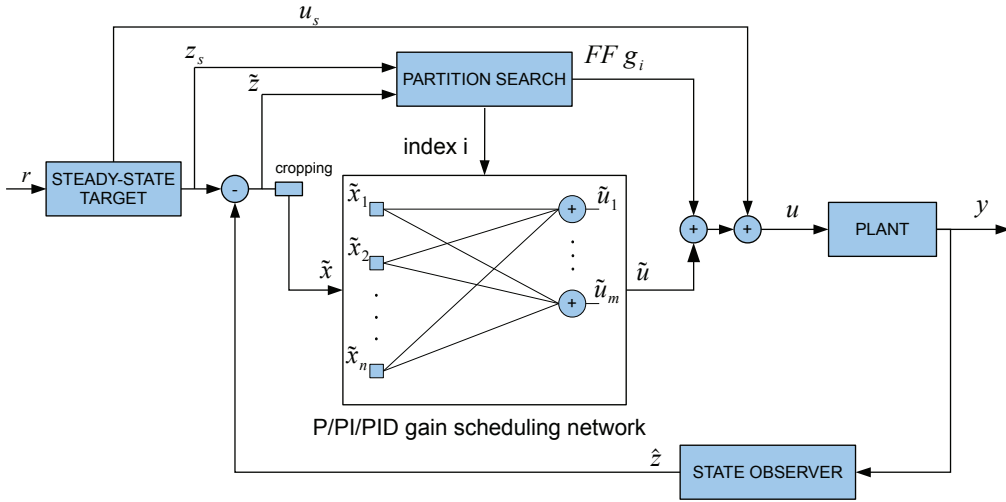 u_s
z_s
z̃
PARTITION SEARCH
FF g_i
index i
r
STEADY-STATE
TARGET
-
cropping
x̃_1
x̃_2
.
.
.
x̃_n
+
ũ_1
.
.
.
+
ũ_m
x̃
ũ
+
+
u
PLANT
y
P/PI/PID gain scheduling network
ẑ
STATE OBSERVER